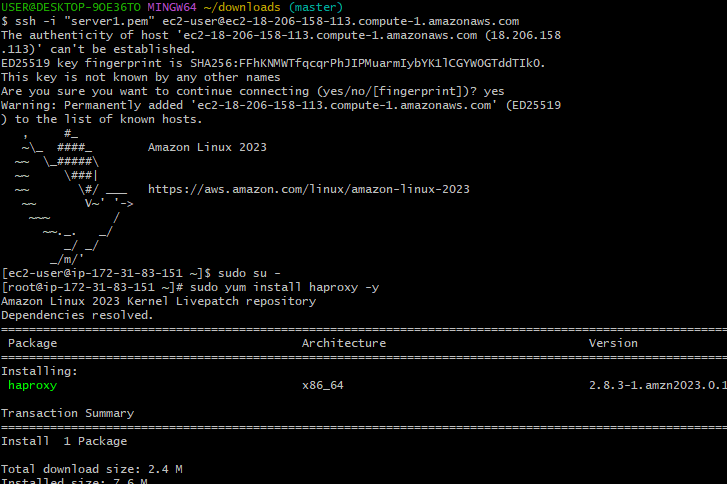 USER@DESKTOP-9OE36TO MINGW64 ~/downloads (master)
$ ssh -i "server1.pem" ec2-user@ec2-18-206-158-113.compute-1.amazonaws.com
The authenticity of host 'ec2-18-206-158-113.compute-1.amazonaws.com (18.206.158
.113)' can't be established.
ED25519 key fingerprint is SHA256:FFhKNMWTfqcqrPhJIPMuarmIybYK1lCGYWOGTddTIk0.
This key is not known by any other names
Are you sure you want to continue connecting (yes/no/[fingerprint])? yes
Warning: Permanently added 'ec2-18-206-158-113.compute-1.amazonaws.com' (ED25519
) to the list of known hosts.
   ,     #_
   ~\_  ####_        Amazon Linux 2023
  ~~  \_#####\
  ~~     \###|
  ~~       \#/ ___   https://aws.amazon.com/linux/amazon-linux-2023
   ~~       V~' '->
    ~~~         /
      ~~._.   _/
         _/ _/
       _/m/'
[ec2-user@ip-172-31-83-151 ~]$ sudo su -
[root@ip-172-31-83-151 ~]# sudo yum install haproxy -y
Amazon Linux 2023 Kernel Livepatch repository
Dependencies resolved.
Package Architecture Version
Installing:
haproxy x86_64 2.8.3-1.amzn2023.0.1
Transaction Summary
Install  1 Package
Total download size: 2.4 M
Installed size: 7.6 M